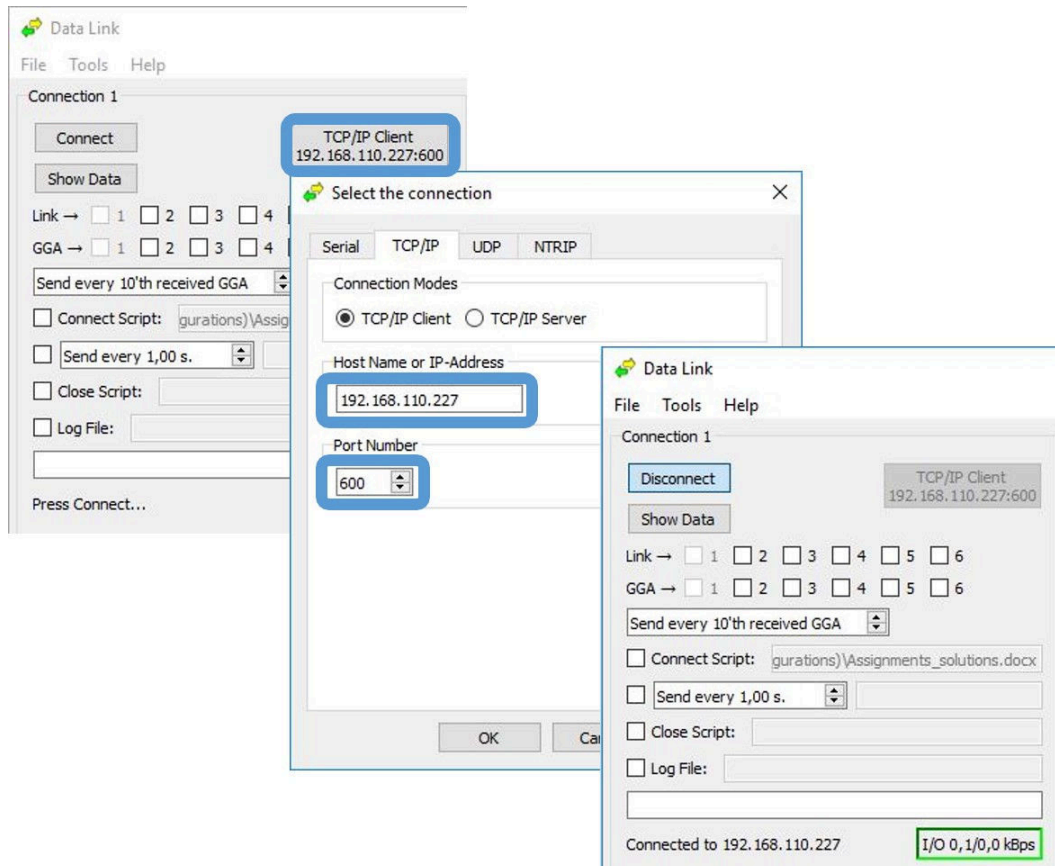 Data Link
File Tools Help
Connection 1
Connect
TCP/IP Client
192.168.110.227:600
Show Data
Link → 1 2 3 4
GGA → 1 2 3 4
Send every 10'th received GGA
Connect Script: gurations)\Assig
Send every 1,00 s.
Close Script:
Log File:
Press Connect...
Select the connection
Serial TCP/IP UDP NTRIP
Connection Modes
TCP/IP Client TCP/IP Server
Host Name or IP-Address
192.168.110.227
Port Number
600
OK Ca
Data Link
File Tools Help
Connection 1
Disconnect
TCP/IP Client
192.168.110.227:600
Show Data
Link → 1 2 3 4 5 6
GGA → 1 2 3 4 5 6
Send every 10'th received GGA
Connect Script: gurations)\Assignments_solutions.docx
Send every 1,00 s.
Close Script:
Log File:
Connected to 192.168.110.227 I/O 0,1/0,0 kBps